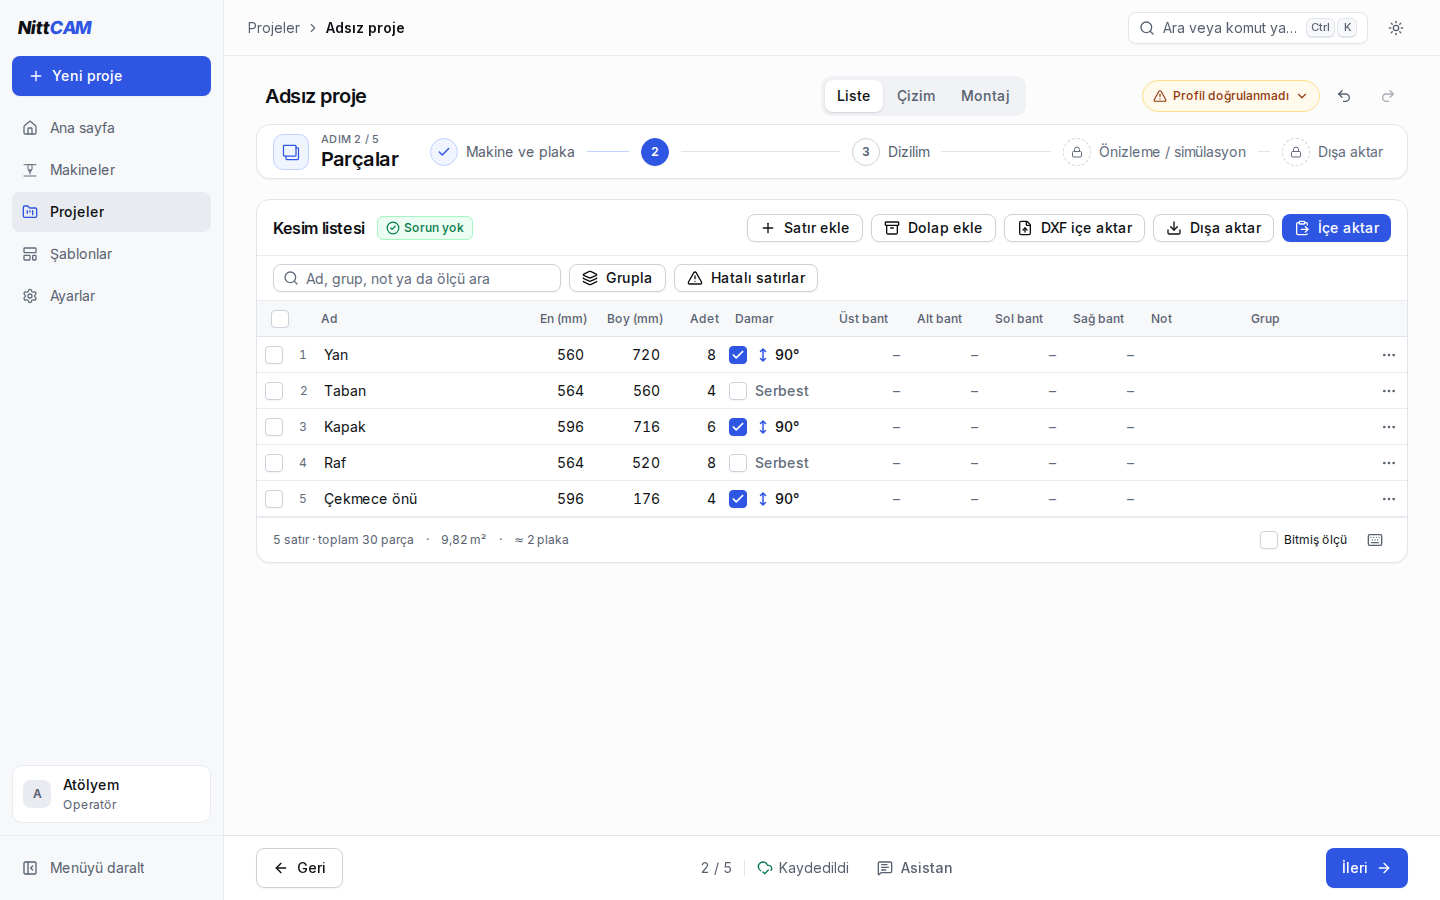 NittCAM
Yeni proje
Ana sayfa
Makineler
Projeler
Şablonlar
Ayarlar
A
Atölyem
Operatör
Menüyü daralt
Projeler > Adsız proje
Ara veya komut ya... Ctrl K
Adsız proje
Liste Çizim Montaj
Profil doğrulanmadı
ADIM 2 / 5
Parçalar
Makine ve plaka
2
3 Dizilim
Önizleme / simülasyon
Dışa aktar
Kesim listesi
Sorun yok
Satır ekle
Dolap ekle
DXF içe aktar
Dışa aktar
İçe aktar
Ad, grup, not ya da ölçü ara
Grupla
Hatalı satırlar
Ad En (mm) Boy (mm) Adet Damar Üst bant Alt bant Sol bant Sağ bant Not Grup
1 Yan 560 720 8 90° – – – –
2 Taban 564 560 4 Serbest – – – –
3 Kapak 596 716 6 90° – – – –
4 Raf 564 520 8 Serbest – – – –
5 Çekmece önü 596 176 4 90° – – – –
5 satır · toplam 30 parça · 9,82 m² · ≈ 2 plaka
Bitmiş ölçü
Geri
2 / 5
Kaydedildi
Asistan
İleri